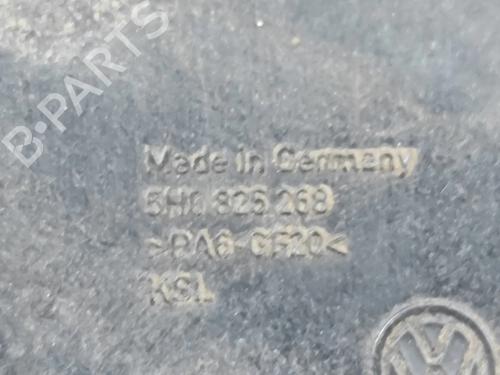 B-PARTS
Made in Germany
5H0 825 268
>PA6-GF20<
KSL